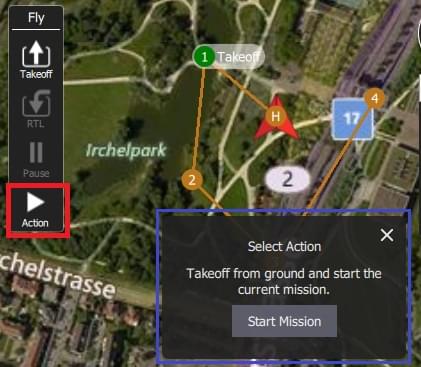 Fly
Takeoff
RTL
Pause
Action
1 Takeoff
H
4
17
Irchelpark
2
2
Select Action
Takeoff from ground and start the
current mission.
Start Mission
chelstrasse